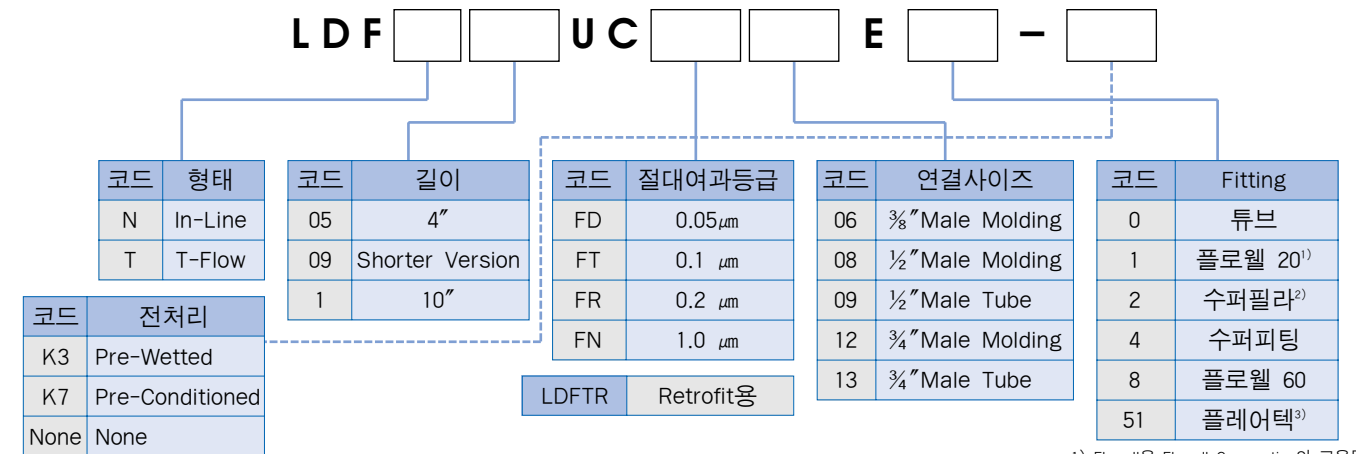 LDF UC E –
코드 형태
N In-Line
T T-Flow
코드 길이
05 4″
09 Shorter Version
1 10″
코드 절대여과등급
FD 0.05㎛
FT 0.1 ㎛
FR 0.2 ㎛
FN 1.0 ㎛
LDFTR Retrofit용
코드 연결사이즈
06 ⅜″Male Molding
08 ½″Male Molding
09 ½″Male Tube
12 ¾″Male Molding
13 ¾″Male Tube
코드 Fitting
0 튜브
1 플로웰 20¹⁾
2 수퍼필라²⁾
4 수퍼피팅
8 플로웰 60
51 플레어텍³⁾
코드 전처리
K3 Pre-Wetted
K7 Pre-Conditioned
None None